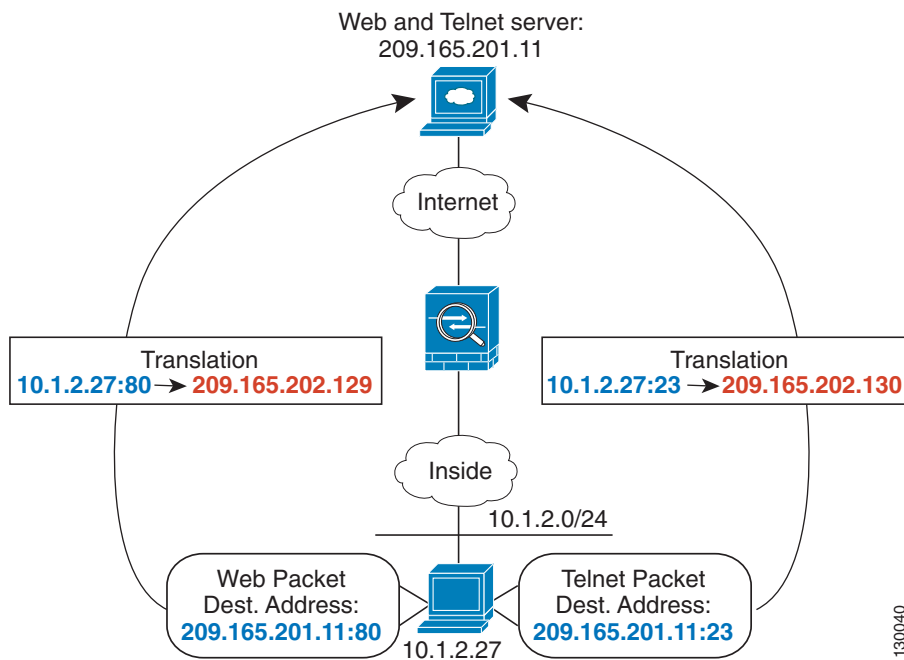 Web and Telnet server:
209.165.201.11
Internet
Translation
10.1.2.27:80 → 209.165.202.129
Translation
10.1.2.27:23 → 209.165.202.130
Inside
10.1.2.0/24
Web Packet
Dest. Address:
209.165.201.11:80
Telnet Packet
Dest. Address:
209.165.201.11:23
10.1.2.27
130040